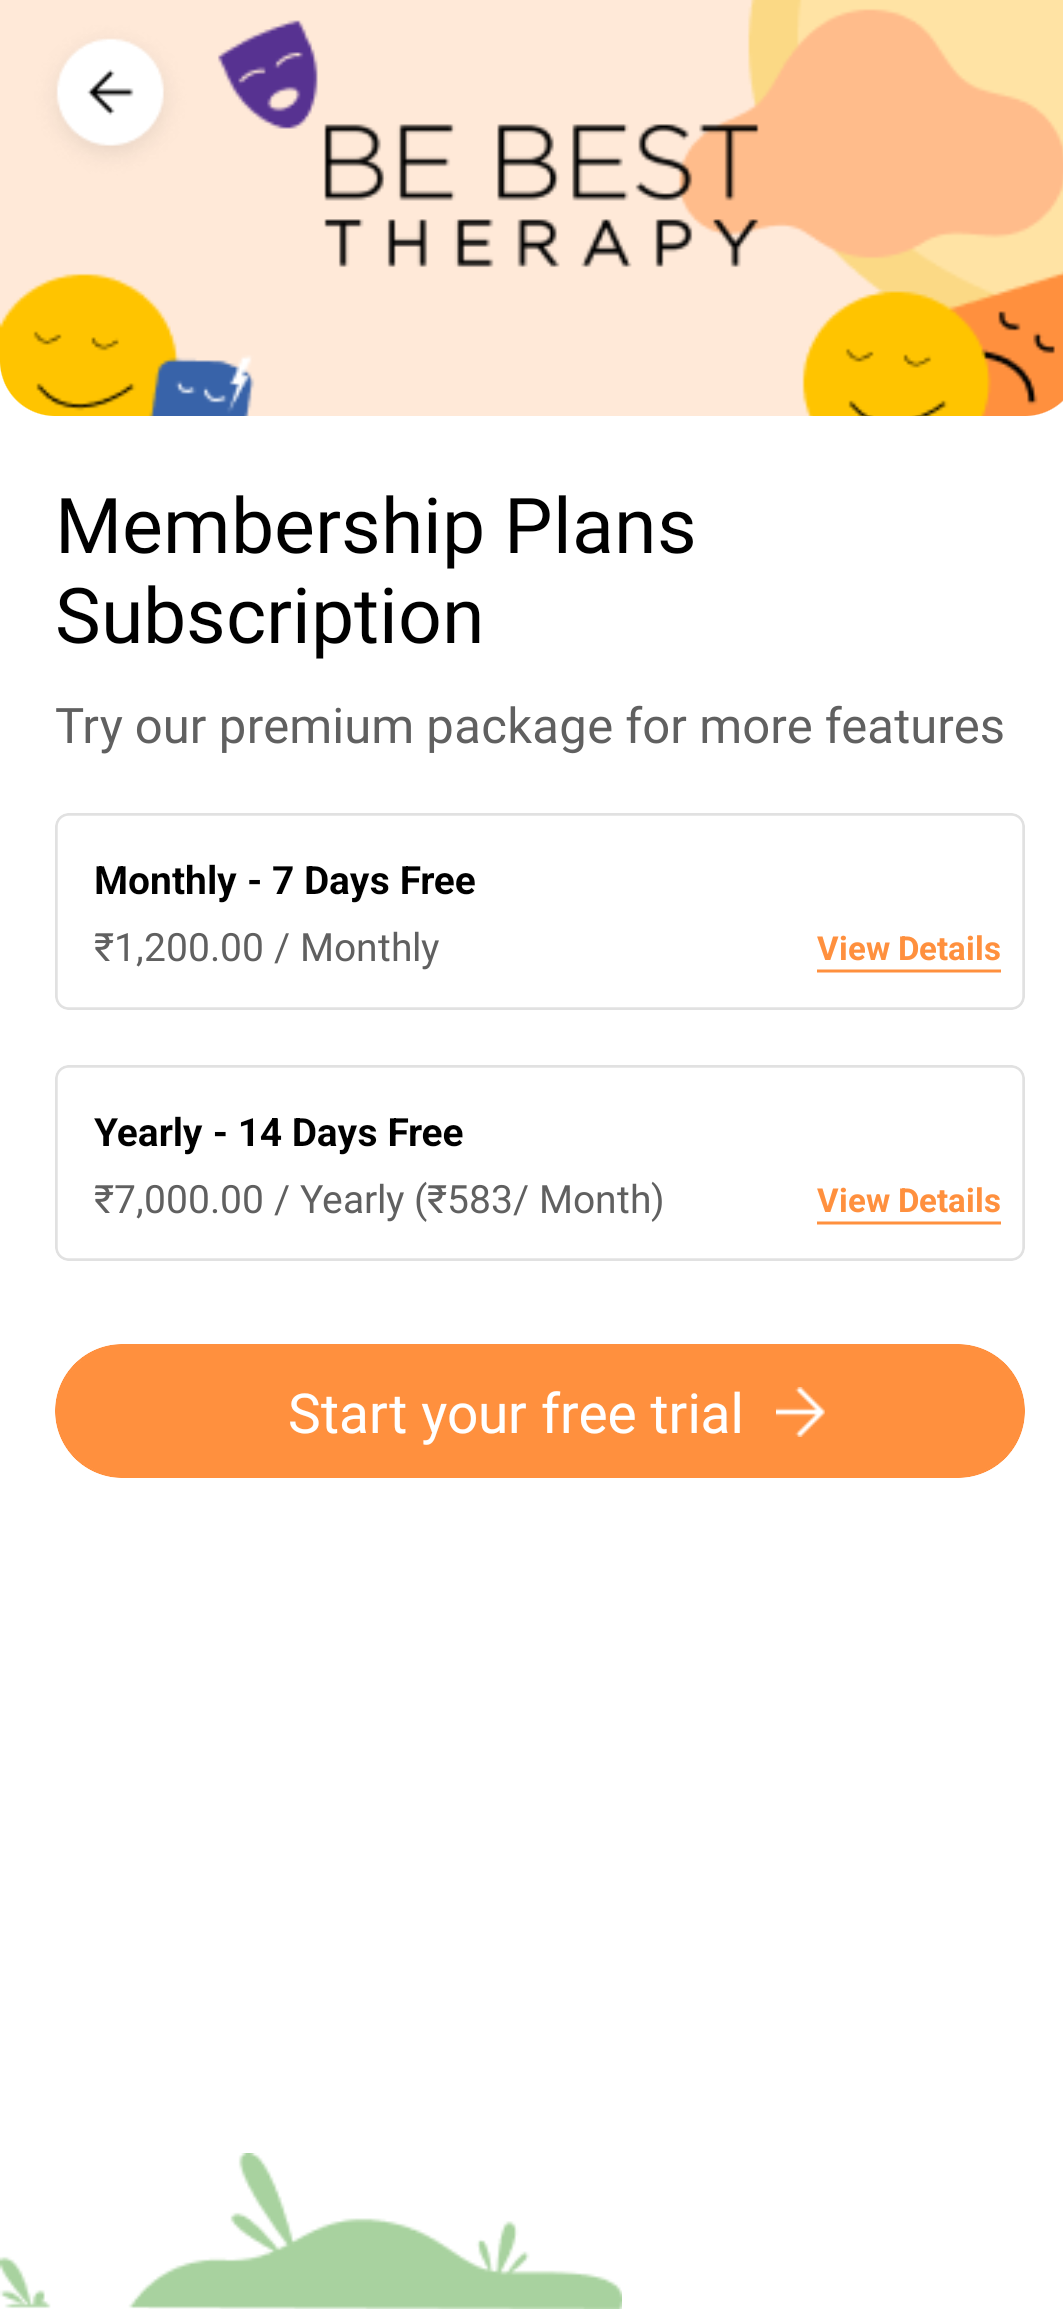 BE BEST
THERAPY
Membership Plans
Subscription
Try our premium package for more features
Monthly - 7 Days Free
₹1,200.00 / Monthly
View Details
Yearly - 14 Days Free
₹7,000.00 / Yearly (₹583/ Month)
View Details
Start your free trial